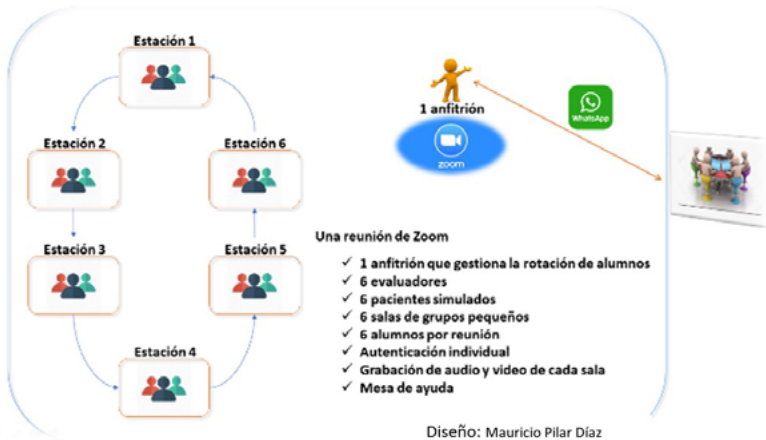 Estación 1
Estación 2
Estación 6
Estación 3
Estación 5
Estación 4
1 anfitrión
zoom
WhatsApp
Una reunión de Zoom
✓ 1 anfitrión que gestiona la rotación de alumnos
✓ 6 evaluadores
✓ 6 pacientes simulados
✓ 6 salas de grupos pequeños
✓ 6 alumnos por reunión
✓ Autenticación individual
✓ Grabación de audio y video de cada sala
✓ Mesa de ayuda
Diseño: Mauricio Pilar Díaz